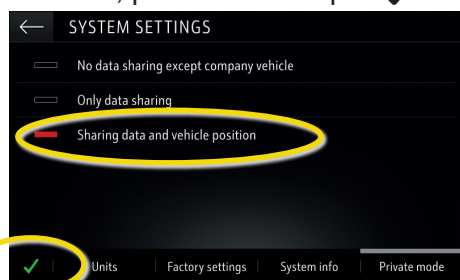 SYSTEM SETTINGS
No data sharing except company vehicle
Only data sharing
Sharing data and vehicle position
Units Factory settings System info Private mode